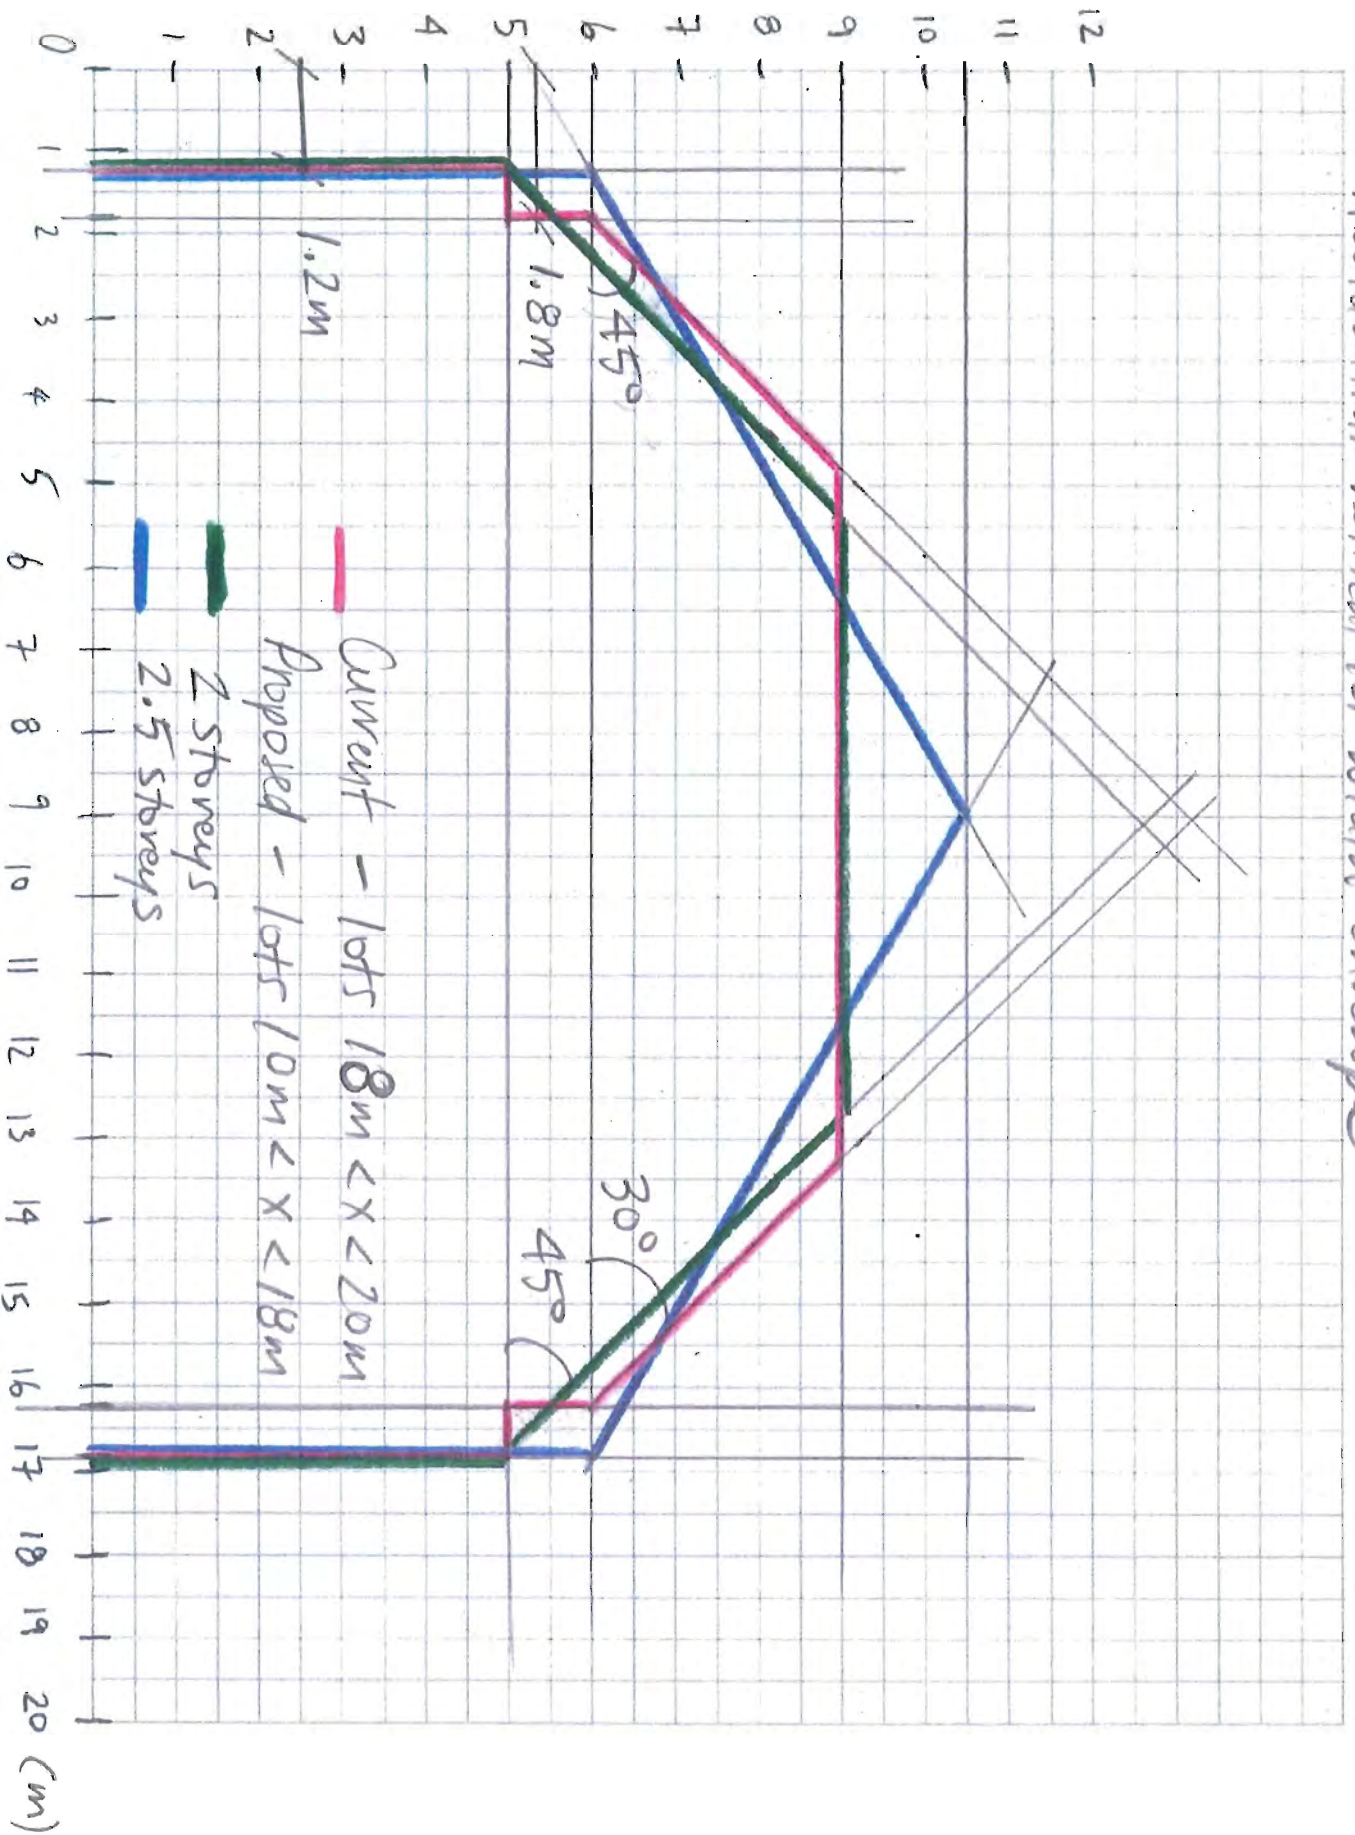 12
11
10
9
8
7
6
5
4
3
2
1
0
1.2m
1.8m
45°
30°
45°
Current - lots 18m < x < 20m
Proposed - lots 10m < x < 18m
2 storeys
2.5 storeys
1 2 3 4 5 6 7 8 9 10 11 12 13 14 15 16 17 18 19 20 (m)